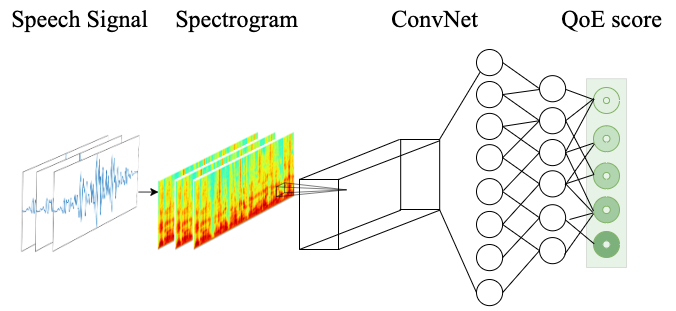 Speech Signal
Spectrogram
ConvNet
QoE score